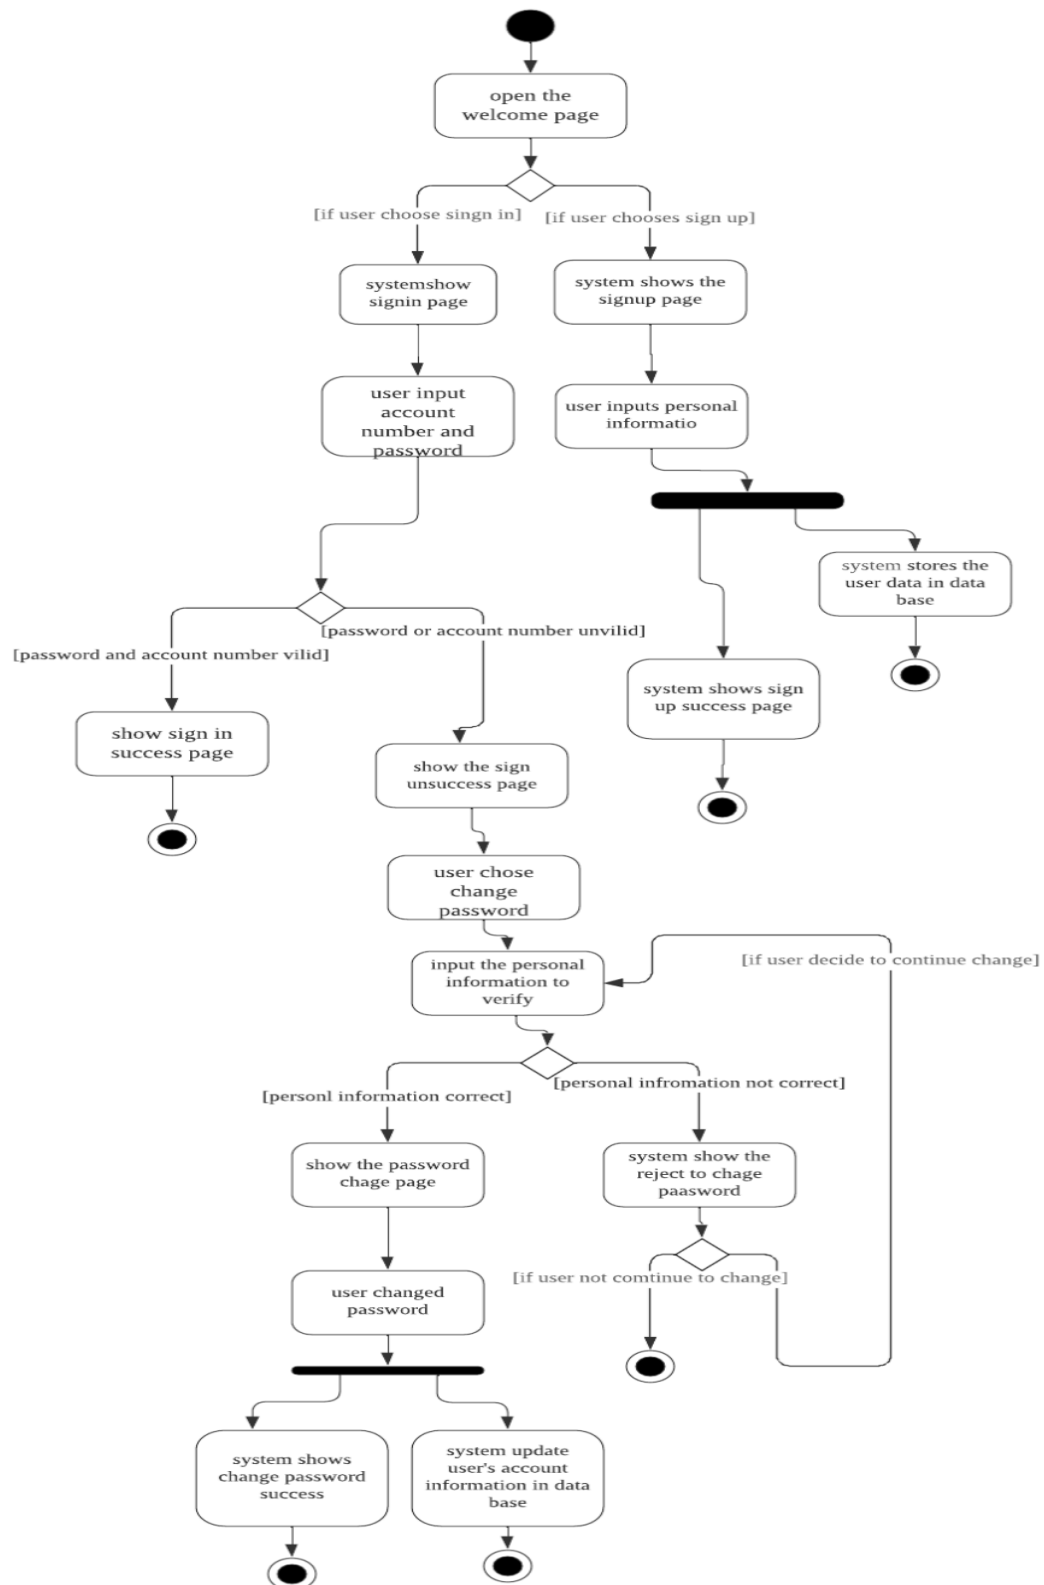 open the
welcome page
[if user choose singn in]
[if user chooses sign up]
systemshow
signin page
system shows the
signup page
user input
account
number and
password
user inputs personal
informatio
system stores the
user data in data
base
[password or account number unvilid]
[password and account number vilid]
system shows sign
up success page
show sign in
success page
show the sign
unsuccess page
user chose
change
password
input the personal
information to
verify
[if user decide to continue change]
[personl information correct]
[personal infromation not correct]
show the password
chage page
system show the
reject to chage
paasword
[if user not comtinue to change]
user changed
password
system shows
change password
success
system update
user's account
information in data
base